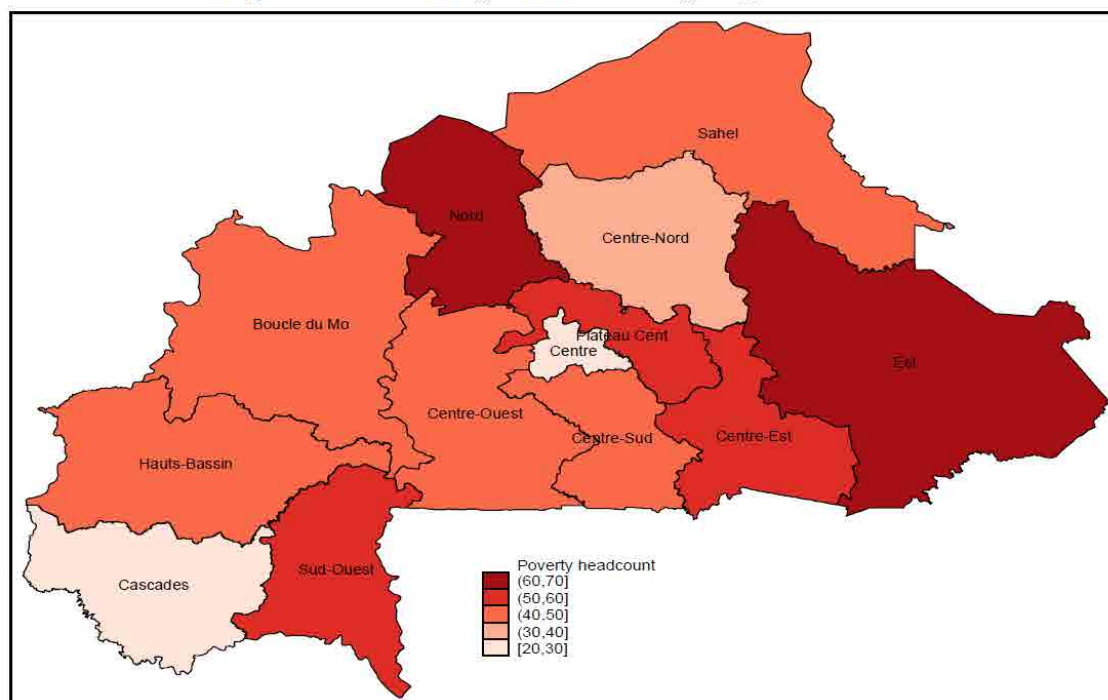 Sahel
Nord
Centre-Nord
Boucle du Mo
Plateau Cent
Centre
Est
Centre-Ouest
Centre-Sud
Centre-Est
Hauts-Bassin
Sud-Ouest
Cascades
Poverty headcount
(60,70]
(50,60]
(40,50]
(30,40]
[20,30]